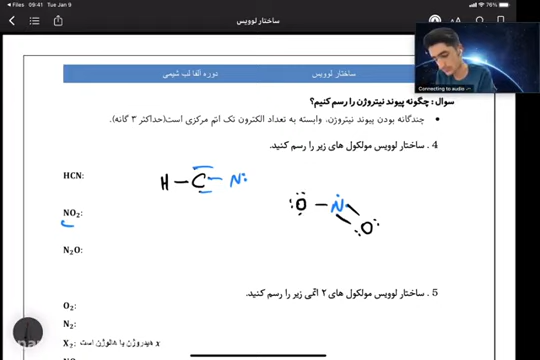 09:41 Tue Jan 9
76%
ساختار لوویس
AA
Connecting to audio
ساختار لوویس
دوره آلفا لب شیمی
سوال : چگونه پیوند نیتروژن را رسم کنیم؟
چندگانه بودن پیوند نیتروژن، وابسته به تعداد الکترون تک اتم مرکزی است(حداکثر ۳ گانه).
4 . ساختار لوویس مولکول های زیر را رسم کنید.
HCN:
H C N
NO2:
O N O
N2O:
5 . ساختار لوویس مولکول های ۲ اتمی زیر را رسم کنید.
O2:
N2:
X2: x هیدروژن یا هالوژن است